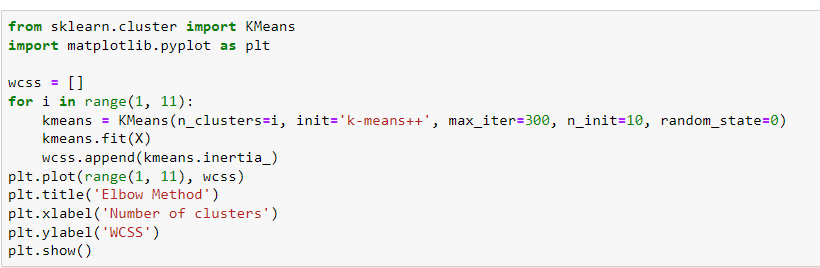 from sklearn.cluster import KMeans
import matplotlib.pyplot as plt

wcss = []
for i in range(1, 11):
    kmeans = KMeans(n_clusters=i, init='k-means++', max_iter=300, n_init=10, random_state=0)
    kmeans.fit(X)
    wcss.append(kmeans.inertia_)
plt.plot(range(1, 11), wcss)
plt.title('Elbow Method')
plt.xlabel('Number of clusters')
plt.ylabel('WCSS')
plt.show()